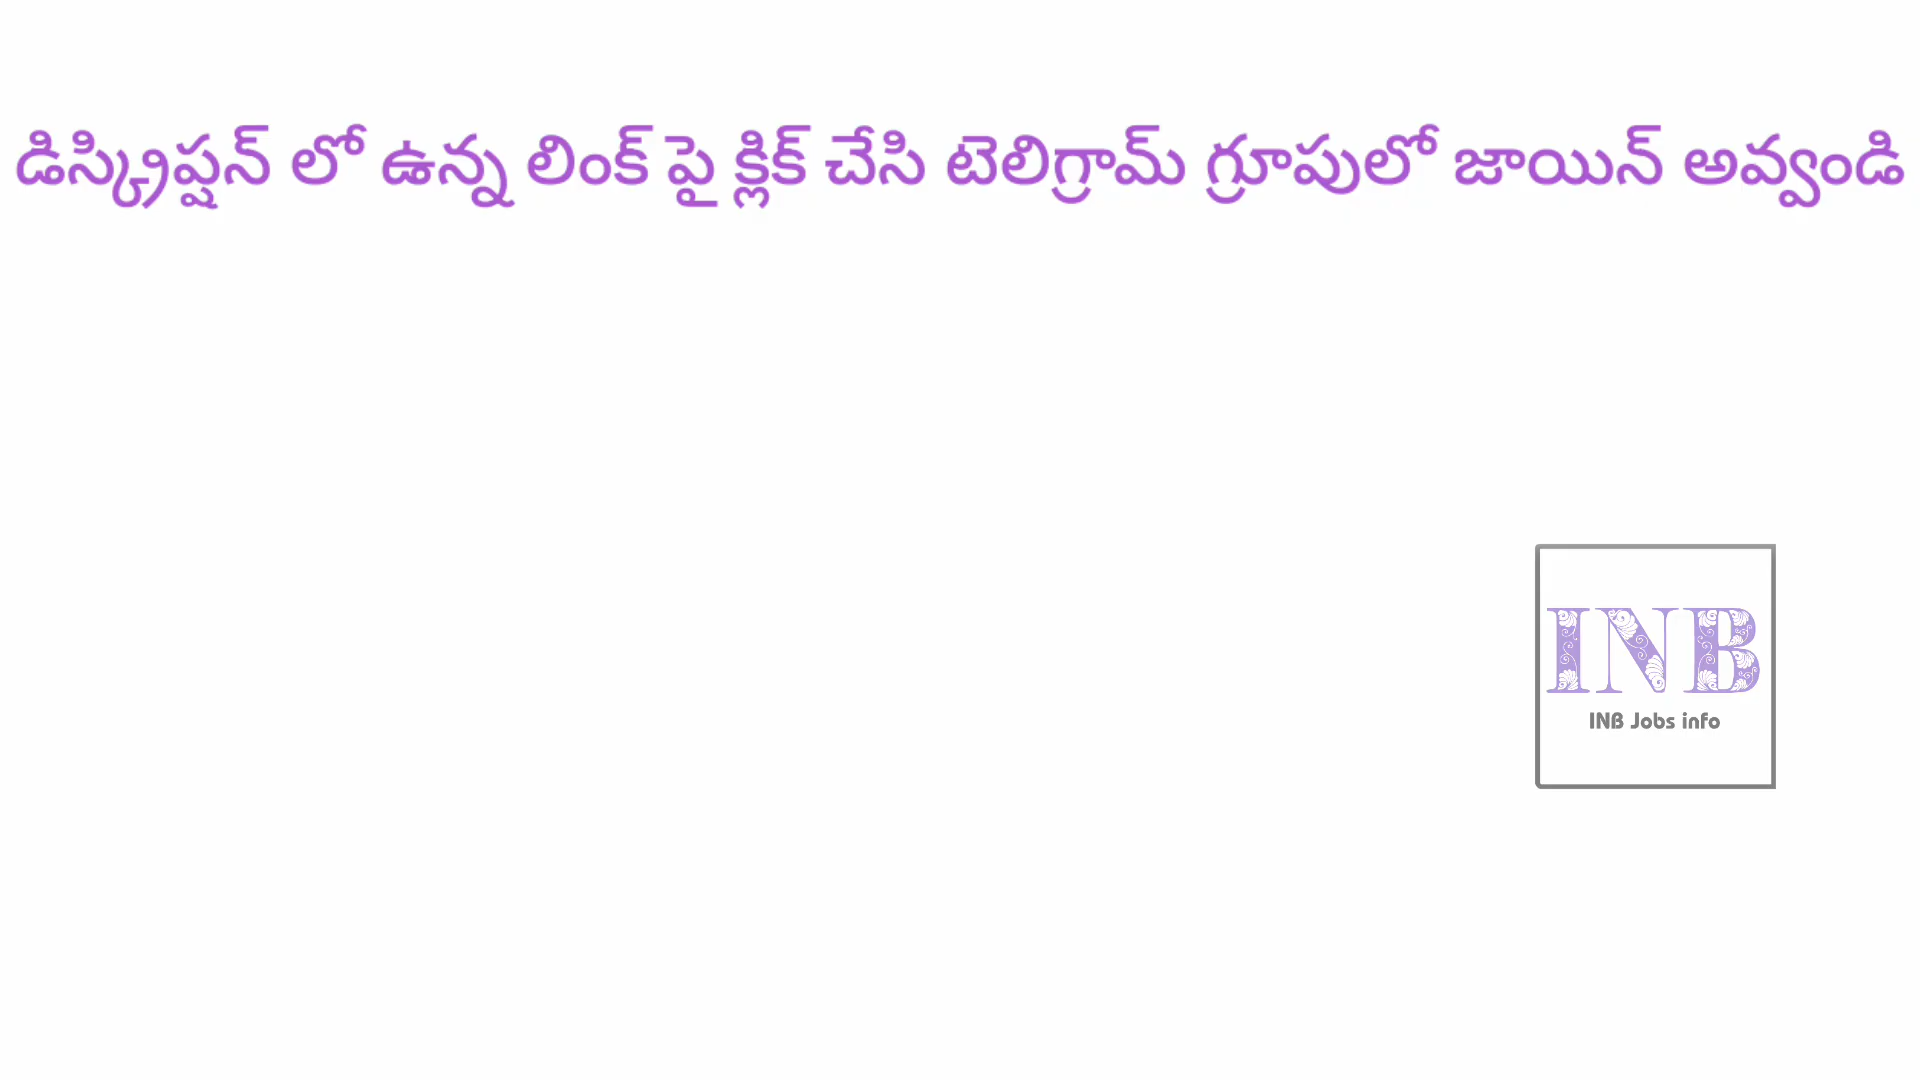 డిస్క్రిప్షన్ లో ఉన్న లింక్ పై క్లిక్ చేసి టెలిగ్రామ్ గ్రూపులో జాయిన్ అవ్వండి
INB
INB Jobs info